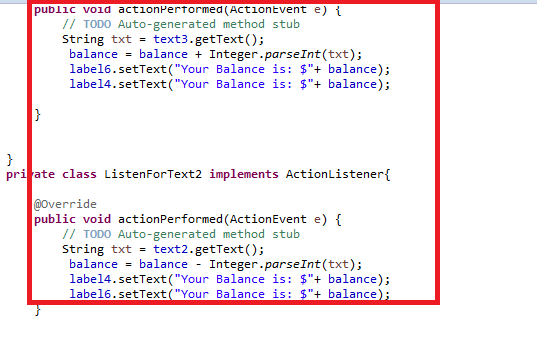 public void actionPerformed(ActionEvent e) {
// TODO Auto-generated method stub
String txt = text3.getText();
balance = balance + Integer.parseInt(txt);
label6.setText("Your Balance is: $"+ balance);
label4.setText("Your Balance is: $"+ balance);
}
}
private class ListenForText2 implements ActionListener{
@Override
public void actionPerformed(ActionEvent e) {
// TODO Auto-generated method stub
String txt = text2.getText();
balance = balance - Integer.parseInt(txt);
label4.setText("Your Balance is: $"+ balance);
label6.setText("Your Balance is: $"+ balance);
}